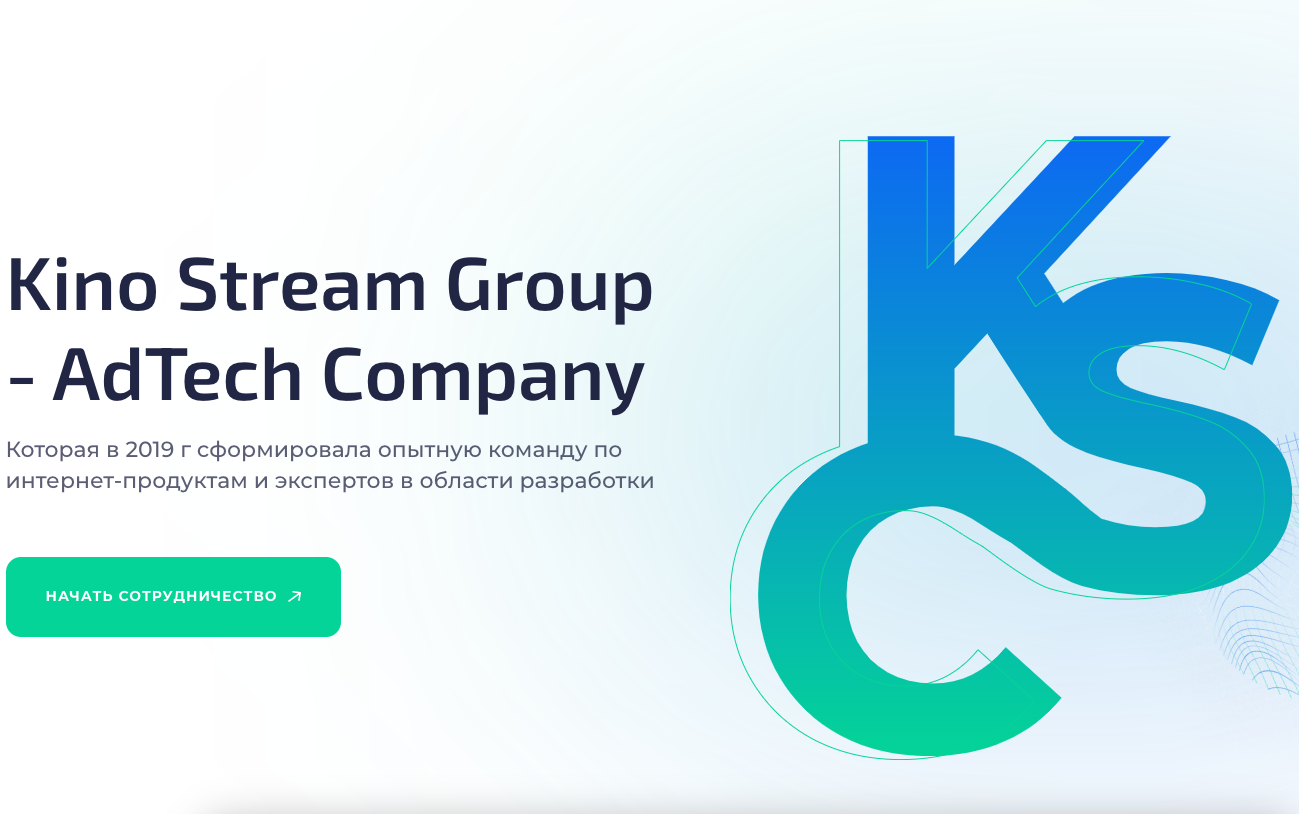 Kino Stream Group
- AdTech Company
Которая в 2019 г сформировала опытную команду по
интернет-продуктам и экспертов в области разработки
НАЧАТЬ СОТРУДНИЧЕСТВО
KSC